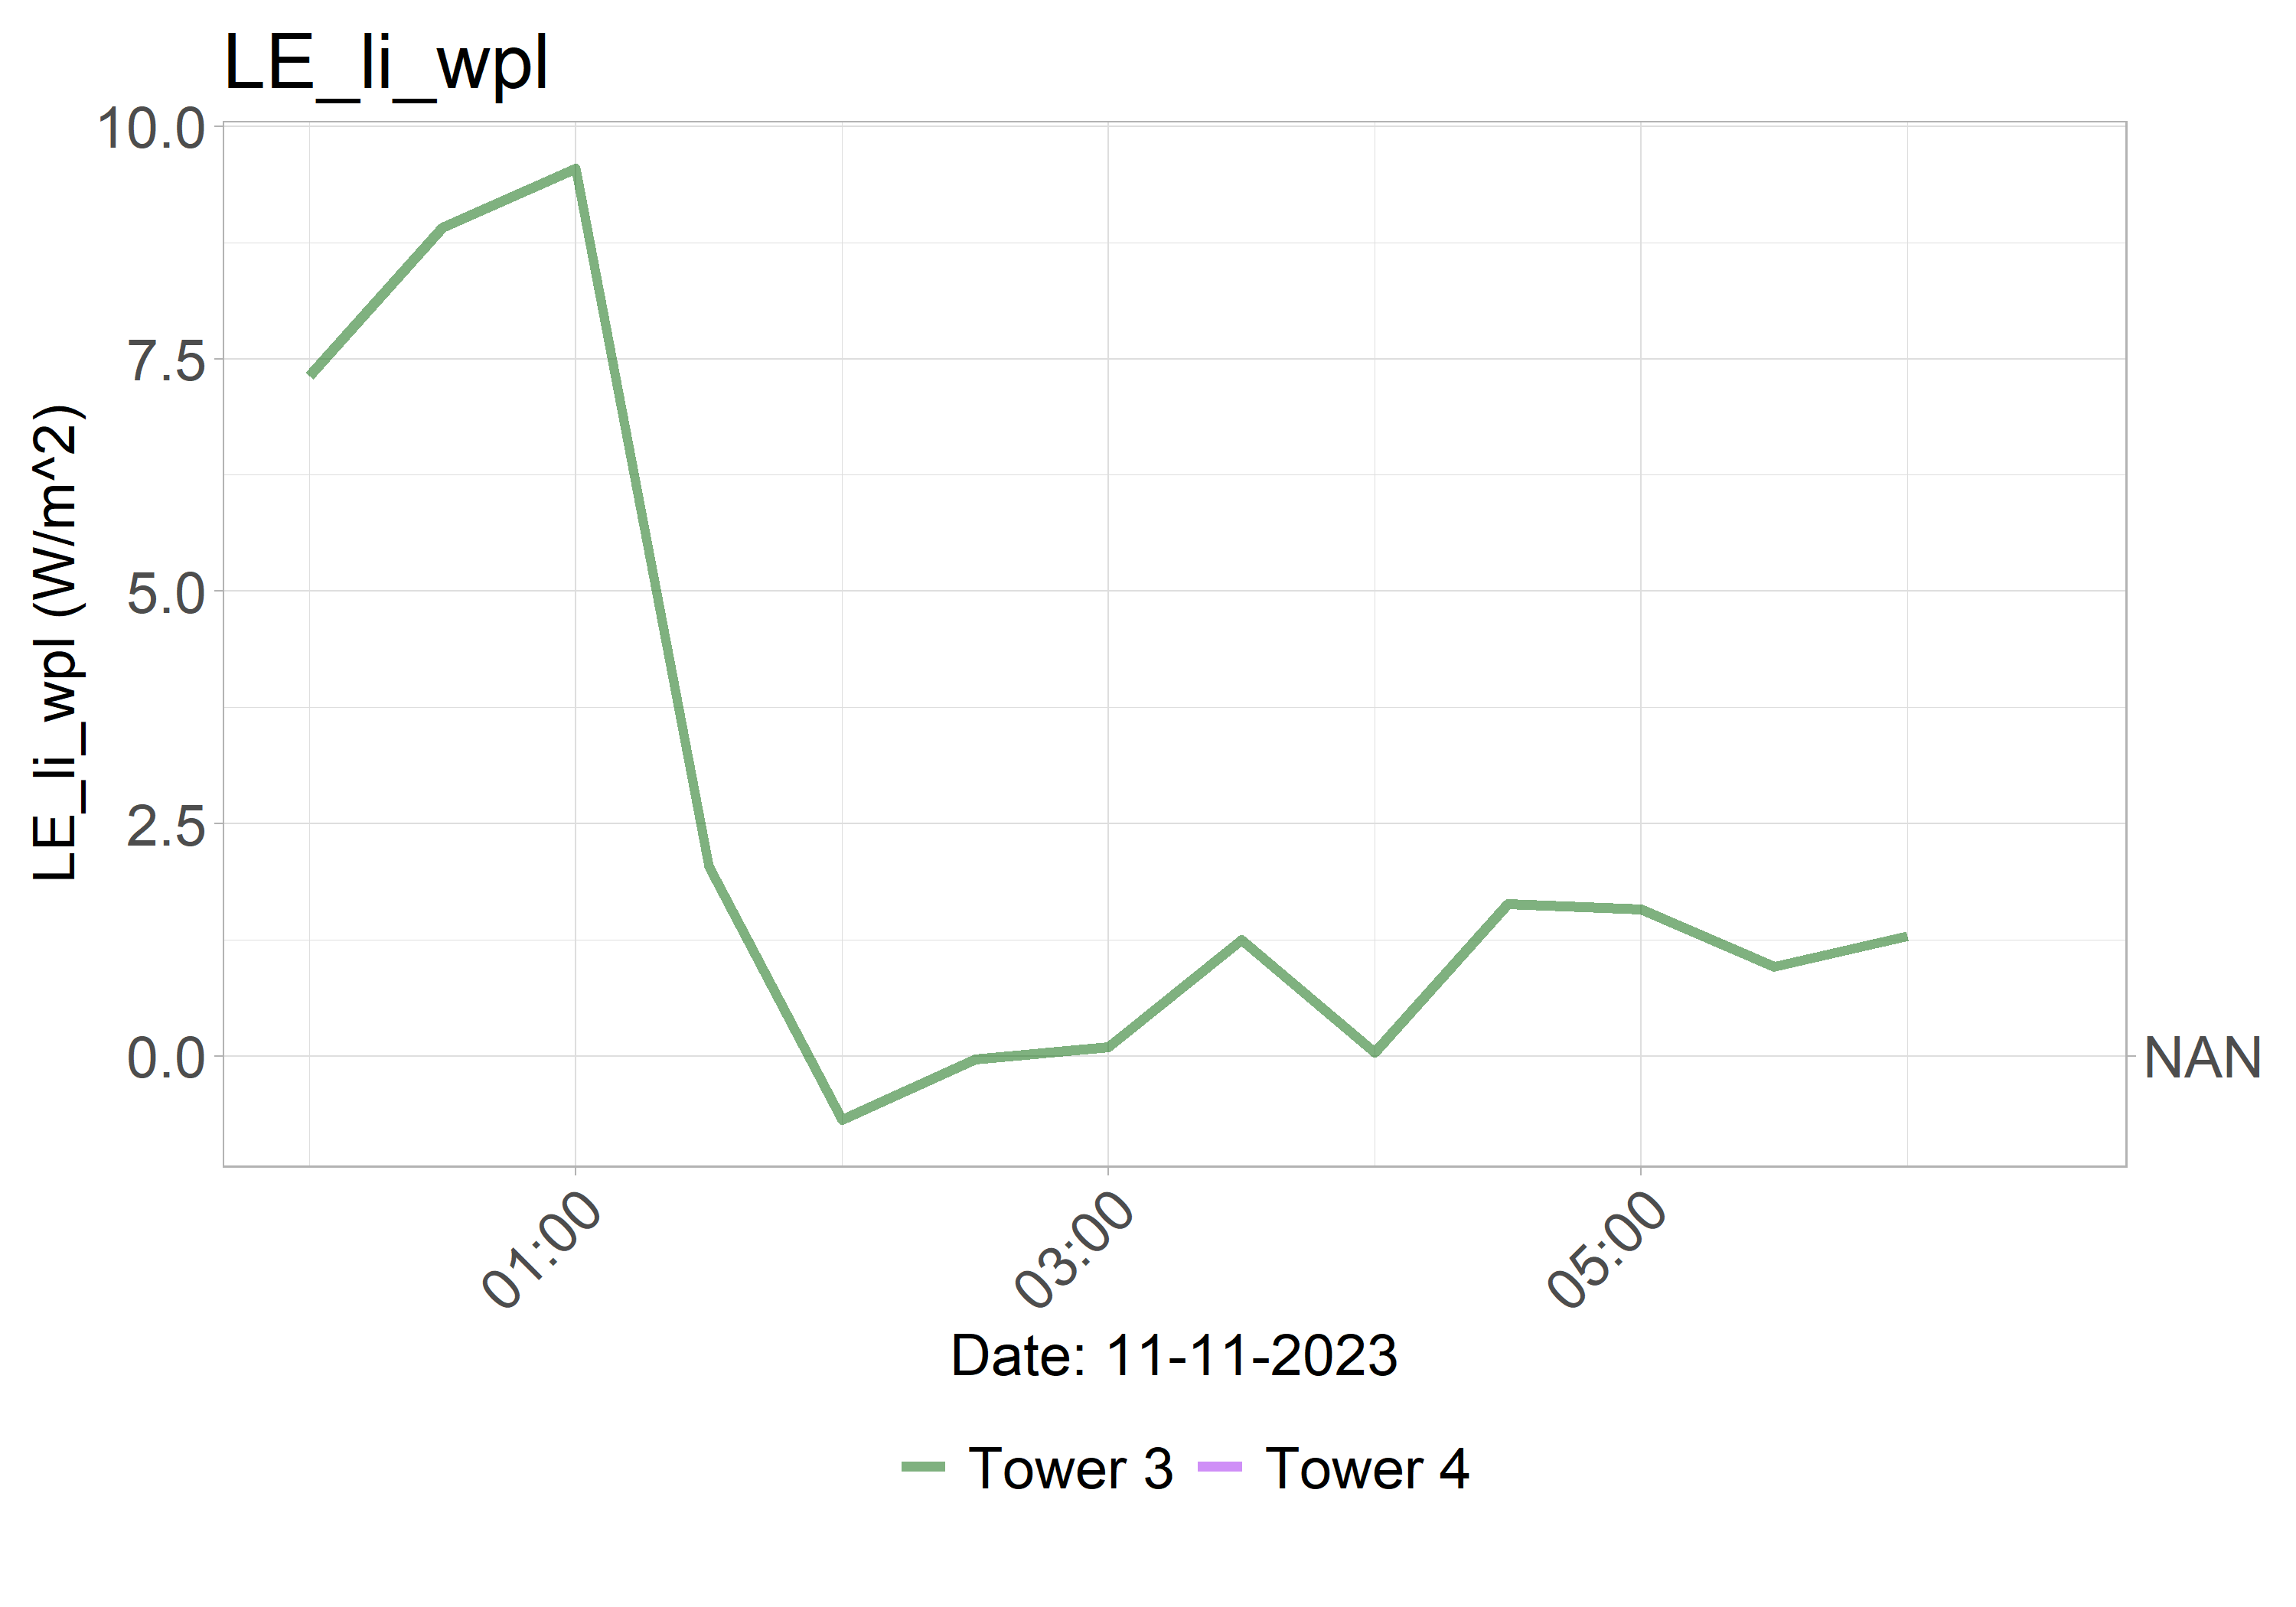 LE_li_wpl
10.0
7.5
5.0
2.5
0.0
LE_li_wpl (W/m^2)
NAN
01:00
03:00
05:00
Date: 11-11-2023
Tower 3
Tower 4